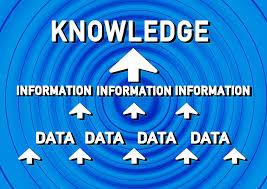 KNOWLEDGE
INFORMATION INFORMATION INFORMATION
DATA DATA DATA DATA